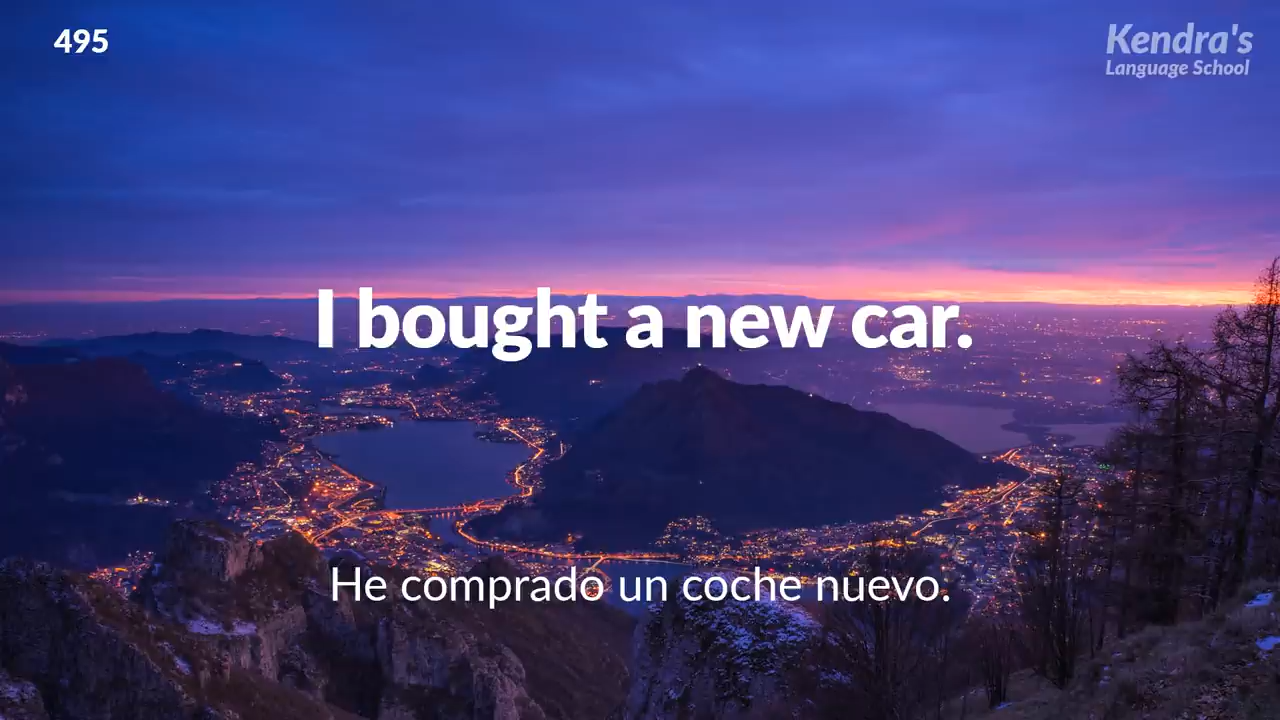 495
Kendra's
Language School
I bought a new car.
He comprado un coche nuevo.